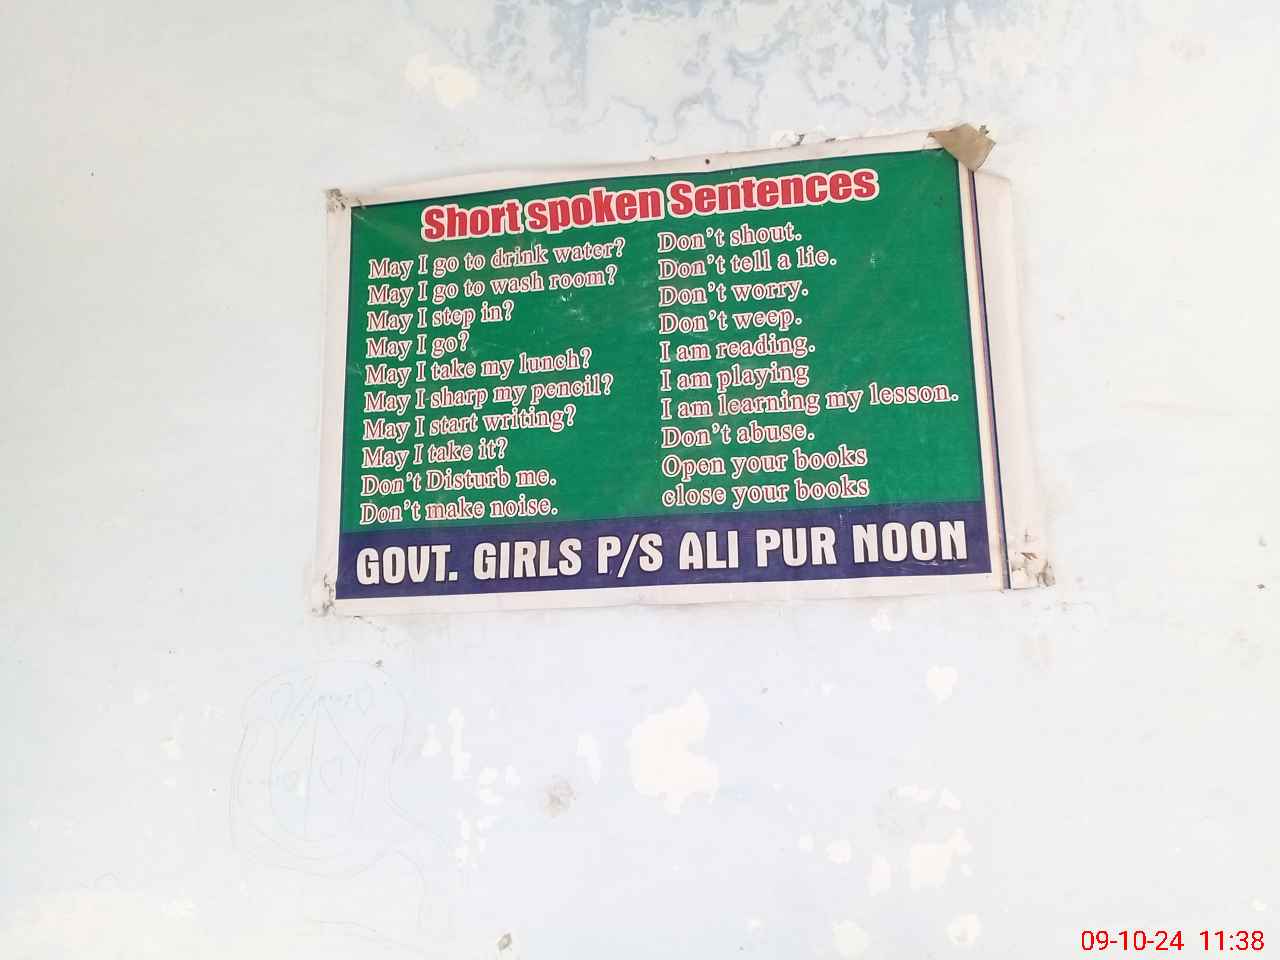 Short spoken Sentences
May I go to drink water?
May I go to wash room?
May I step in?
May I go?
May I take my lunch?
May I sharp my pencil?
May I start writing?
May I take it?
Don't Disturb me.
Don't make noise.
Don't shout.
Don't tell a lie.
Don't worry.
Don't weep.
I am reading.
I am playing
I am learning my lesson.
Don't abuse.
Open your books
close your books
GOVT. GIRLS P/S ALI PUR NOON
09-10-24 11:38